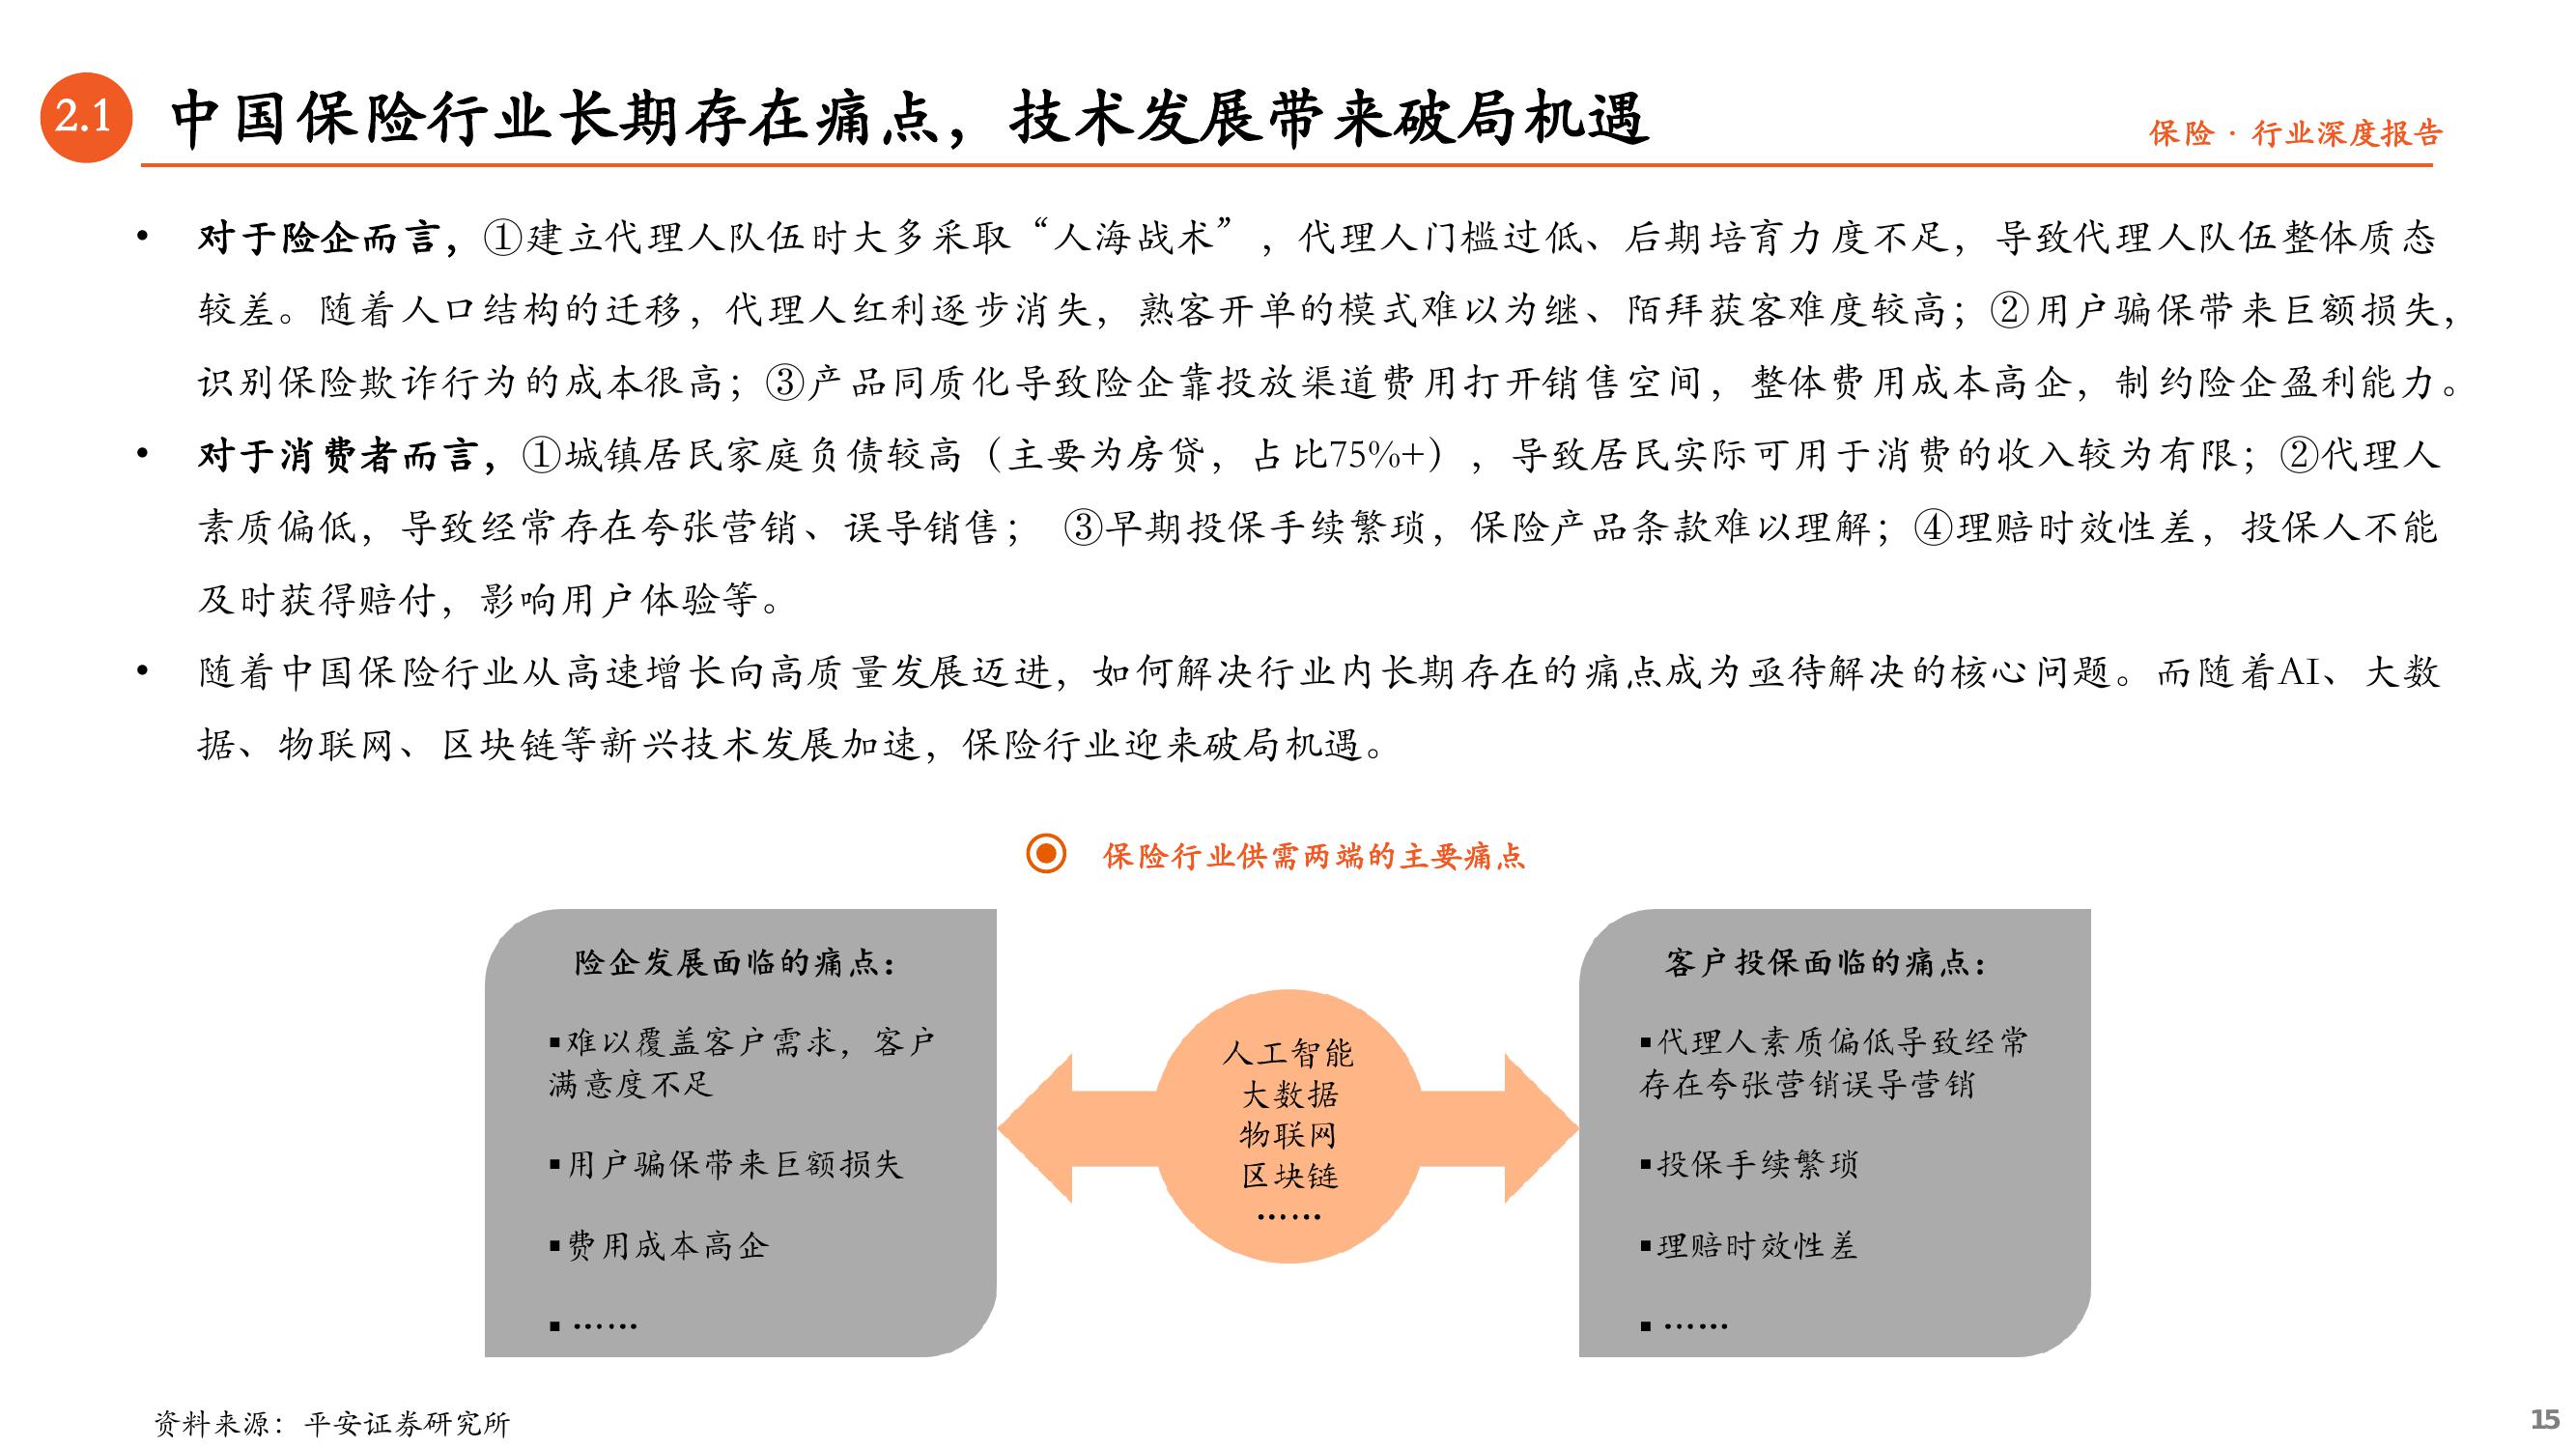 2.1 中国保险行业长期存在痛点，技术发展带来破局机遇
保险 · 行业深度报告
• 对于险企而言，①建立代理人队伍时大多采取“人海战术”，代理人门槛过低、后期培育力度不足，导致代理人队伍整体质态
较差。随着人口结构的迁移，代理人红利逐步消失，熟客开单的模式难以为继、陌拜获客难度较高；②用户骗保带来巨额损失，
识别保险欺诈行为的成本很高；③产品同质化导致险企靠投放渠道费用打开销售空间，整体费用成本高企，制约险企盈利能力。
• 对于消费者而言，①城镇居民家庭负债较高（主要为房贷，占比75%+），导致居民实际可用于消费的收入较为有限；②代理人
素质偏低，导致经常存在夸张营销、误导销售； ③早期投保手续繁琐，保险产品条款难以理解；④理赔时效性差，投保人不能
及时获得赔付，影响用户体验等。
• 随着中国保险行业从高速增长向高质量发展迈进，如何解决行业内长期存在的痛点成为亟待解决的核心问题。而随着AI、大数
据、物联网、区块链等新兴技术发展加速，保险行业迎来破局机遇。
保险行业供需两端的主要痛点
险企发展面临的痛点：
▪难以覆盖客户需求，客户
满意度不足
▪用户骗保带来巨额损失
▪费用成本高企
▪……
人工智能
大数据
物联网
区块链
……
客户投保面临的痛点：
▪代理人素质偏低导致经常
存在夸张营销误导营销
▪投保手续繁琐
▪理赔时效性差
▪……
资料来源：平安证券研究所
15